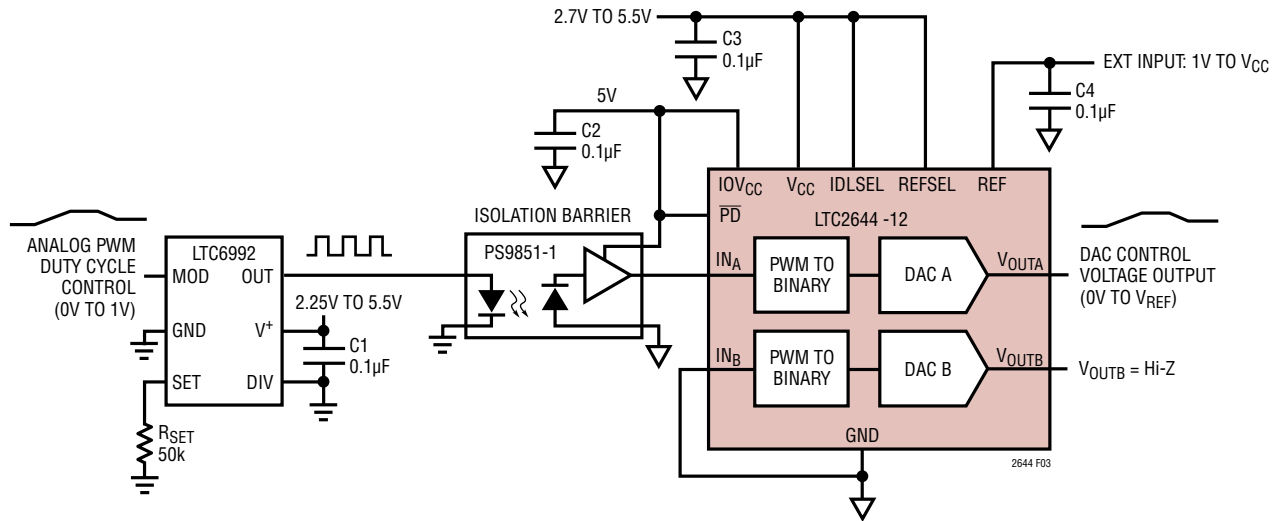 2.7V TO 5.5V
C3
0.1µF
EXT INPUT: 1V TO VCC
C4
0.1µF
5V
C2
0.1µF
IOVCC
VCC
IDLSEL
REFSEL
REF
ISOLATION BARRIER
PD
LTC2644 -12
ANALOG PWM
DUTY CYCLE
CONTROL
(0V TO 1V)
LTC6992
MOD
OUT
GND
V+
SET
DIV
2.25V TO 5.5V
C1
0.1µF
RSET
50k
PS9851-1
INA
PWM TO
BINARY
DAC A
VOUTA
DAC CONTROL
VOLTAGE OUTPUT
(0V TO VREF)
INB
PWM TO
BINARY
DAC B
VOUTB
VOUTB = Hi-Z
GND
2644 F03